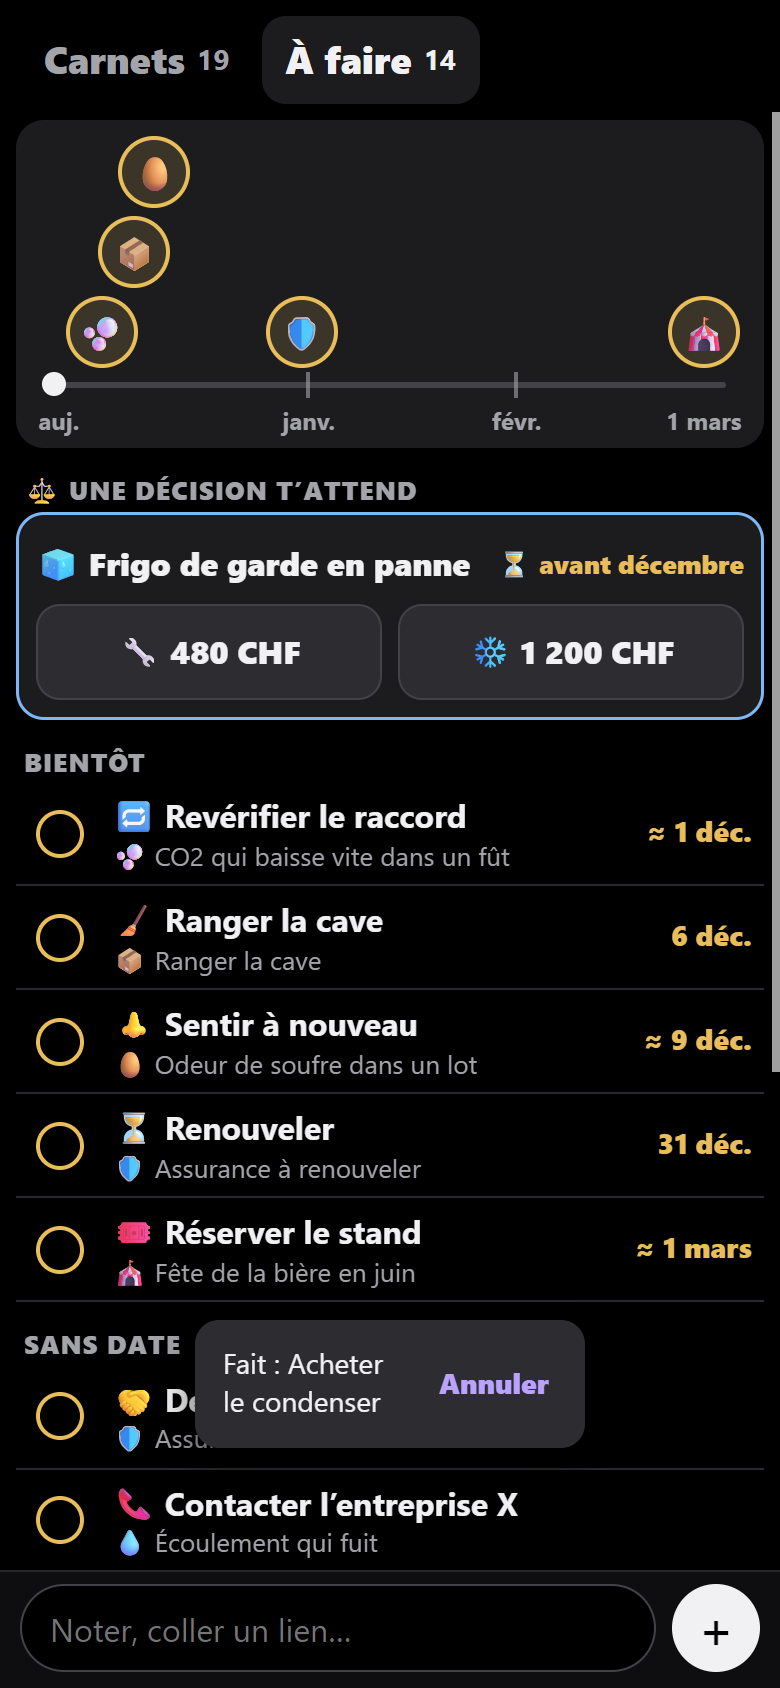 Carnets 19
À faire 14
auj.
janv.
févr.
1 mars
UNE DÉCISION T’ATTEND
Frigo de garde en panne
avant décembre
480 CHF
1 200 CHF
BIENTÔT
Revérifier le raccord
CO2 qui baisse vite dans un fût
≈ 1 déc.
Ranger la cave
Ranger la cave
6 déc.
Sentir à nouveau
Odeur de soufre dans un lot
≈ 9 déc.
Renouveler
Assurance à renouveler
31 déc.
Réserver le stand
Fête de la bière en juin
≈ 1 mars
SANS DATE
Fait : Acheter
le condenser
Annuler
Contacter l’entreprise X
Écoulement qui fuit
Noter, coller un lien…
+